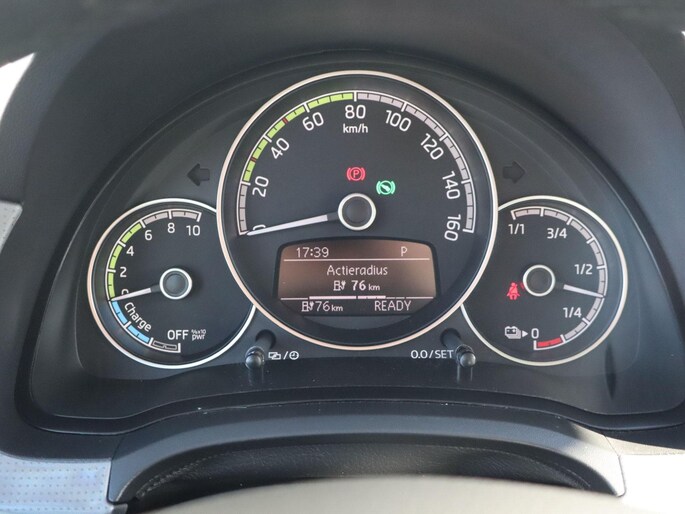 0 20 40 60 80 100 120 140 160
km/h
P
0 2 4 6 8 10
Charge
OFF %x10
pwr
17:39 P
Actieradius
76 km
76 km READY
1/1 3/4 1/2 1/4 0
0.0/SET